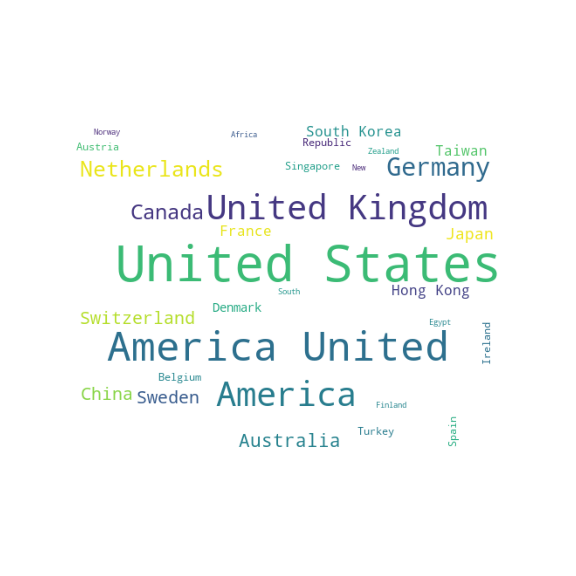 Norway
Africa
South Korea
Republic
Austria
Zealand
Taiwan
Netherlands
Singapore
New
Germany
Canada
United Kingdom
France
Japan
United States
South
Hong Kong
Switzerland
Denmark
Egypt
Ireland
America United
Belgium
China
Sweden
America
Finland
Australia
Turkey
Spain